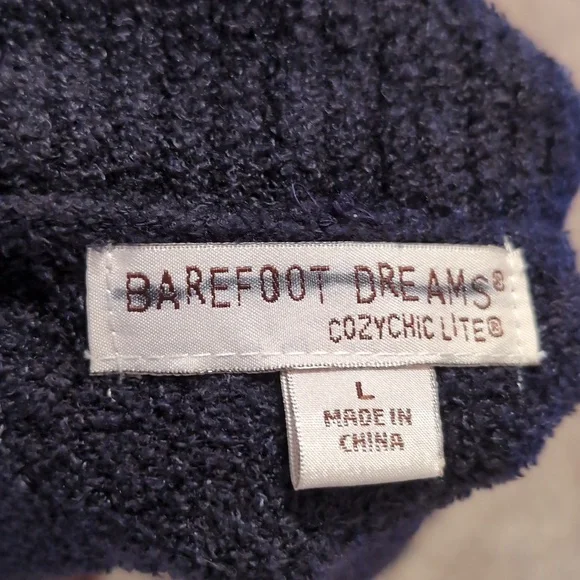 BAREFOOT DREAMS®
COZYCHIC LITE®
L
MADE IN
CHINA